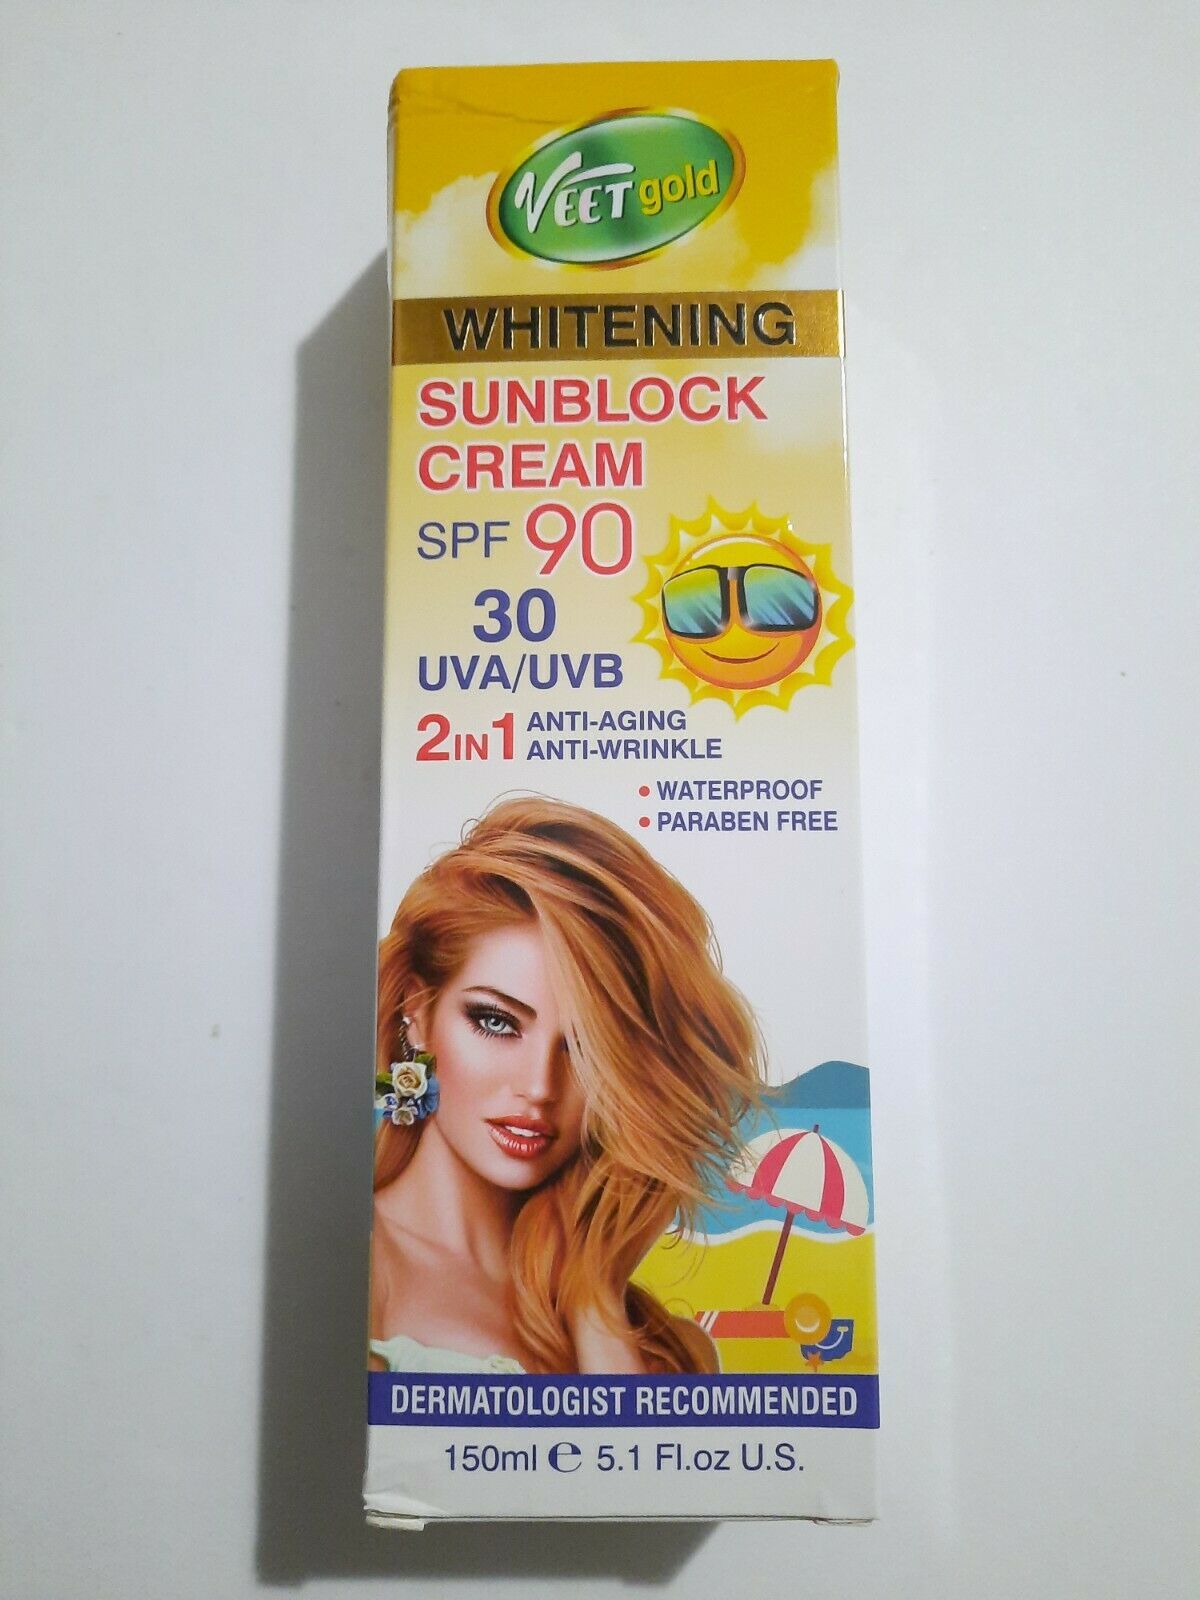 VEET gold
WHITENING
SUNBLOCK
CREAM
SPF 90
30
UVA/UVB
2IN1 ANTI-AGING
ANTI-WRINKLE
• WATERPROOF
• PARABEN FREE
DERMATOLOGIST RECOMMENDED
150ml ℮ 5.1 Fl.oz U.S.